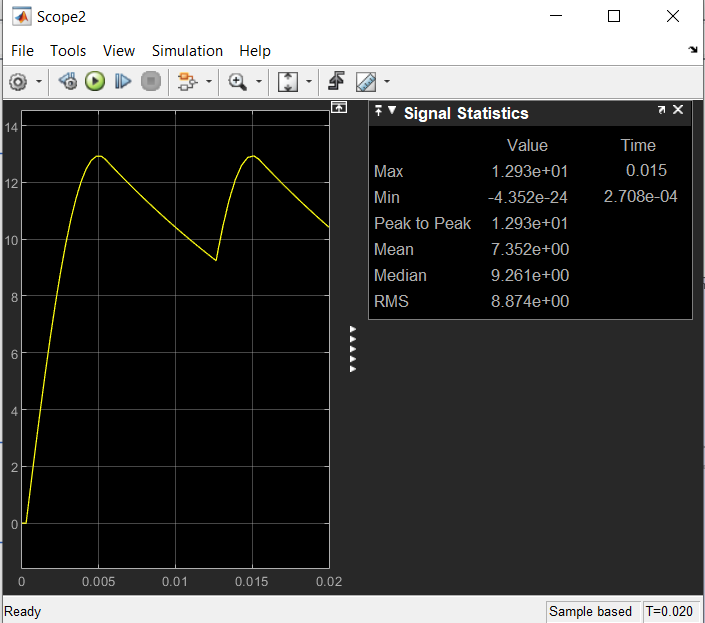 Scope2
File Tools View Simulation Help
Signal Statistics
Value Time
Max 1.293e+01 0.015
Min -4.352e-24 2.708e-04
Peak to Peak 1.293e+01
Mean 7.352e+00
Median 9.261e+00
RMS 8.874e+00
14
12
10
8
6
4
2
0
0 0.005 0.01 0.015 0.02
Ready Sample based T=0.020